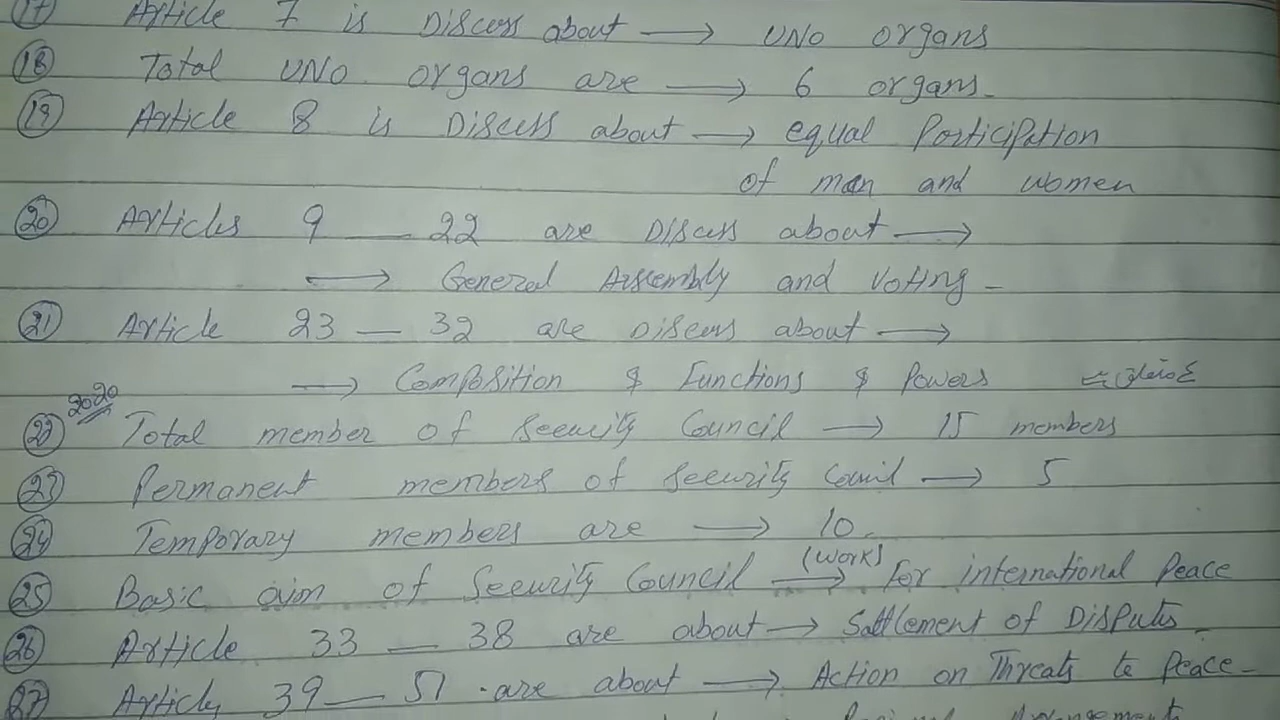 17) Article 7 is Discuss about → UNO organs
18) Total UNO organs are → 6 organs.
19) Article 8 is Discuss about → equal Participation
of man and women
20) Articles 9 — 22 are Discuss about →
→ General Assembly and Voting -
21) Article 23 — 32 are Discuss about →
→ Composition & Functions & Powers
2020
22) Total member of Security Council → 15 members
23) Permanent members of Security Council → 5
24) Temporary members are → 10.
(work)
25) Basic aim of Security Council → For international Peace
26) Article 33 — 38 are about → Settlement of Disputes -
27) Article 39 — 51 are about → Action on Threats to Peace -
Arrangements